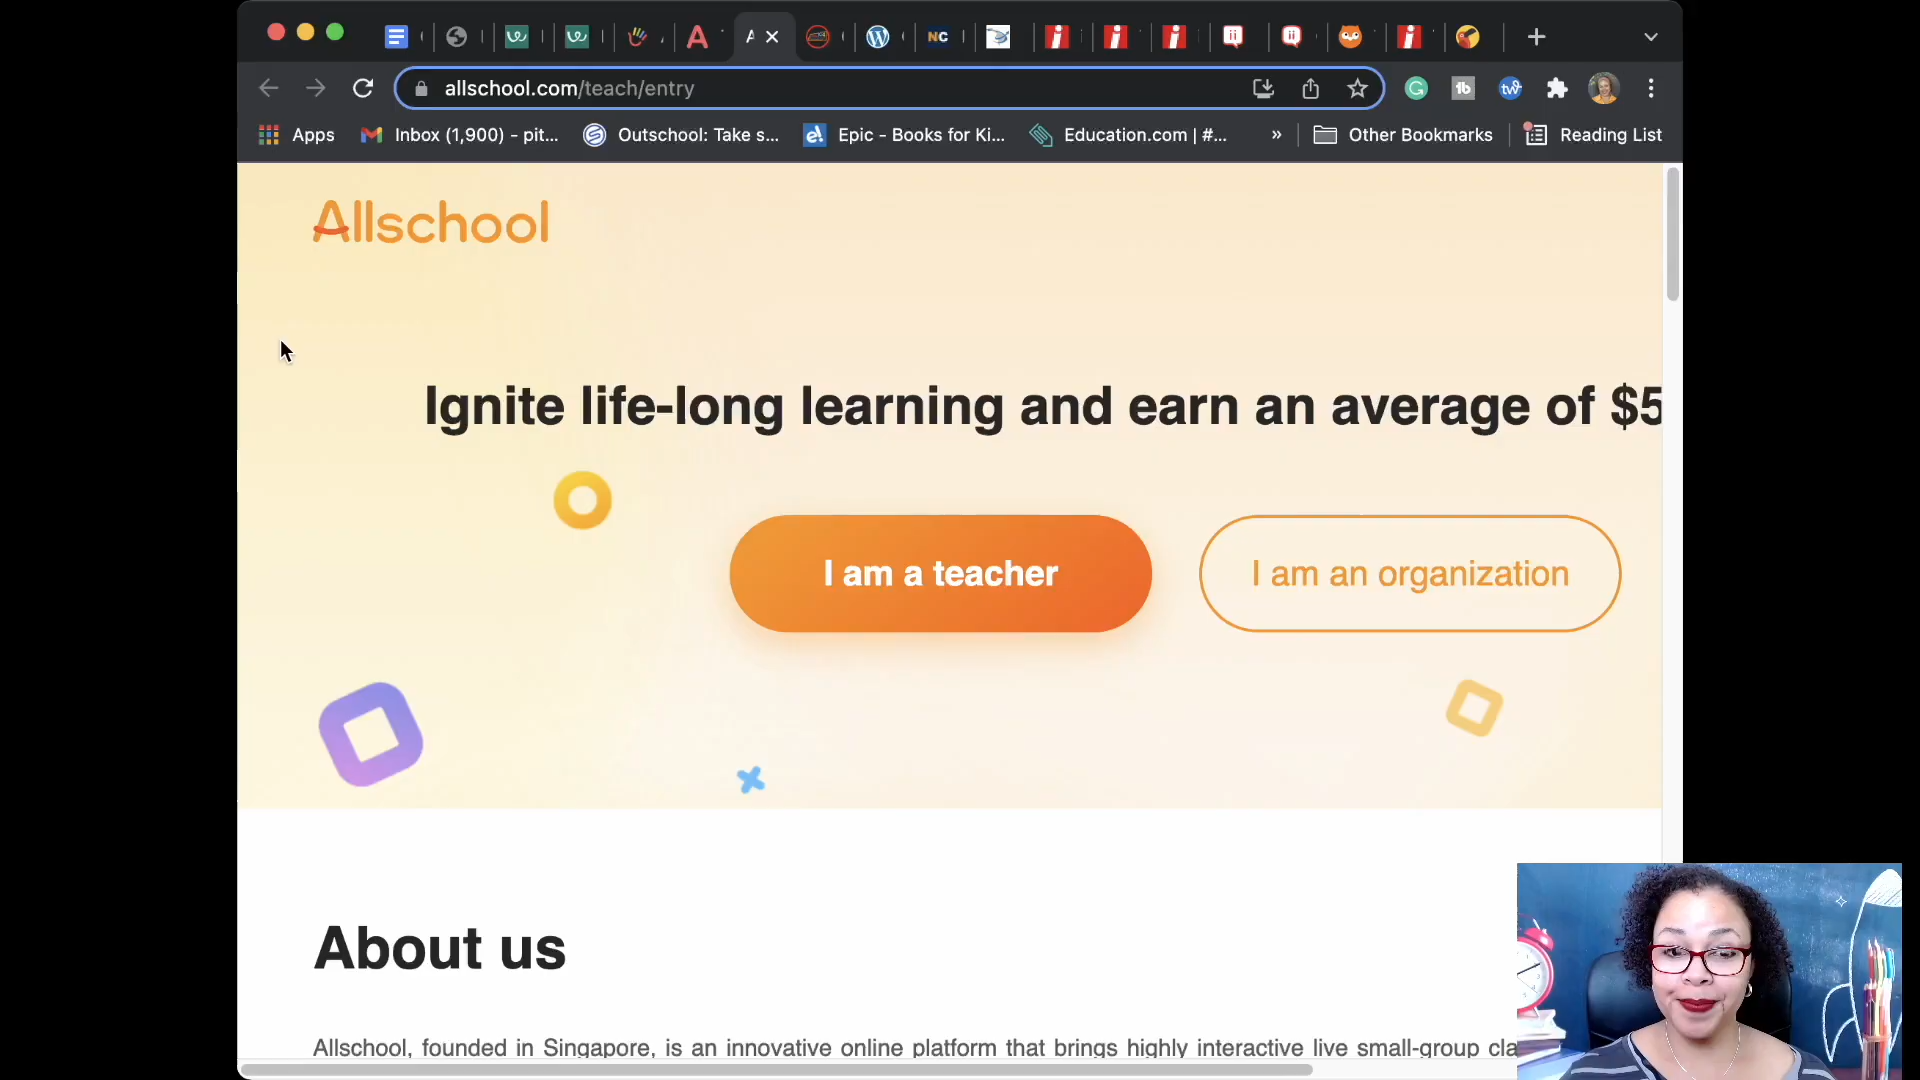 allschool.com/teach/entry
Apps
Inbox (1,900) - pit...
Outschool: Take s...
Epic - Books for Ki...
Education.com | #...
»
Other Bookmarks
Reading List
Allschool
Ignite life-long learning and earn an average of $5
I am a teacher
I am an organization
About us
Allschool, founded in Singapore, is an innovative online platform that brings highly interactive live small-group cla